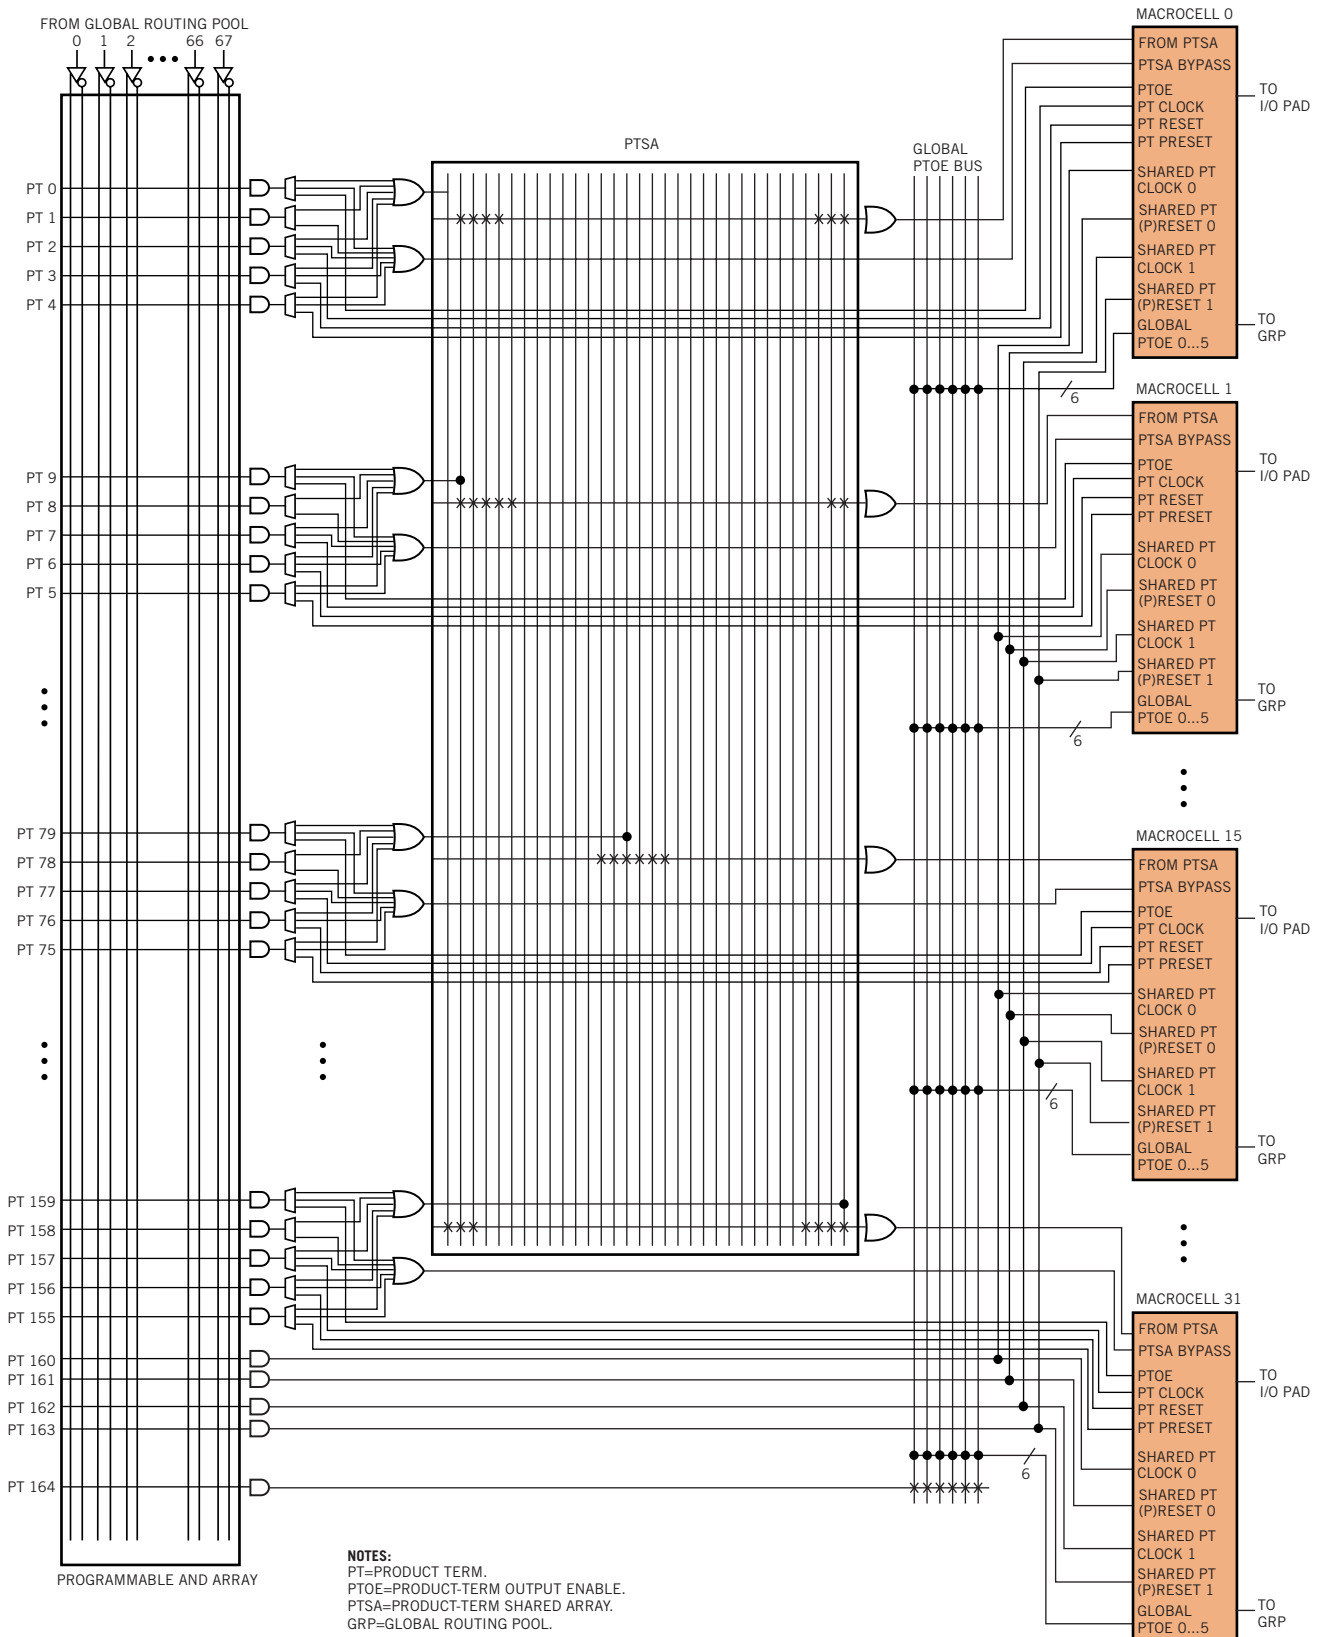 FROM GLOBAL ROUTING POOL
0 1 2 66 67
PTSA
GLOBAL
PTOE BUS
PT 0
PT 1
PT 2
PT 3
PT 4
PT 9
PT 8
PT 7
PT 6
PT 5
PT 79
PT 78
PT 77
PT 76
PT 75
PT 159
PT 158
PT 157
PT 156
PT 155
PT 160
PT 161
PT 162
PT 163
PT 164
PROGRAMMABLE AND ARRAY
MACROCELL 0
FROM PTSA
PTSA BYPASS
PTOE
PT CLOCK
PT RESET
PT PRESET
SHARED PT
CLOCK 0
SHARED PT
(P)RESET 0
SHARED PT
CLOCK 1
SHARED PT
(P)RESET 1
GLOBAL
PTOE 0...5
TO
I/O PAD
TO
GRP
6
MACROCELL 1
FROM PTSA
PTSA BYPASS
PTOE
PT CLOCK
PT RESET
PT PRESET
SHARED PT
CLOCK 0
SHARED PT
(P)RESET 0
SHARED PT
CLOCK 1
SHARED PT
(P)RESET 1
GLOBAL
PTOE 0...5
TO
I/O PAD
TO
GRP
6
MACROCELL 15
FROM PTSA
PTSA BYPASS
PTOE
PT CLOCK
PT RESET
PT PRESET
SHARED PT
CLOCK 0
SHARED PT
(P)RESET 0
SHARED PT
CLOCK 1
SHARED PT
(P)RESET 1
GLOBAL
PTOE 0...5
TO
I/O PAD
TO
GRP
6
MACROCELL 31
FROM PTSA
PTSA BYPASS
PTOE
PT CLOCK
PT RESET
PT PRESET
SHARED PT
CLOCK 0
SHARED PT
(P)RESET 0
SHARED PT
CLOCK 1
SHARED PT
(P)RESET 1
GLOBAL
PTOE 0...5
TO
I/O PAD
TO
GRP
6
NOTES:
PT=PRODUCT TERM.
PTOE=PRODUCT-TERM OUTPUT ENABLE.
PTSA=PRODUCT-TERM SHARED ARRAY.
GRP=GLOBAL ROUTING POOL.